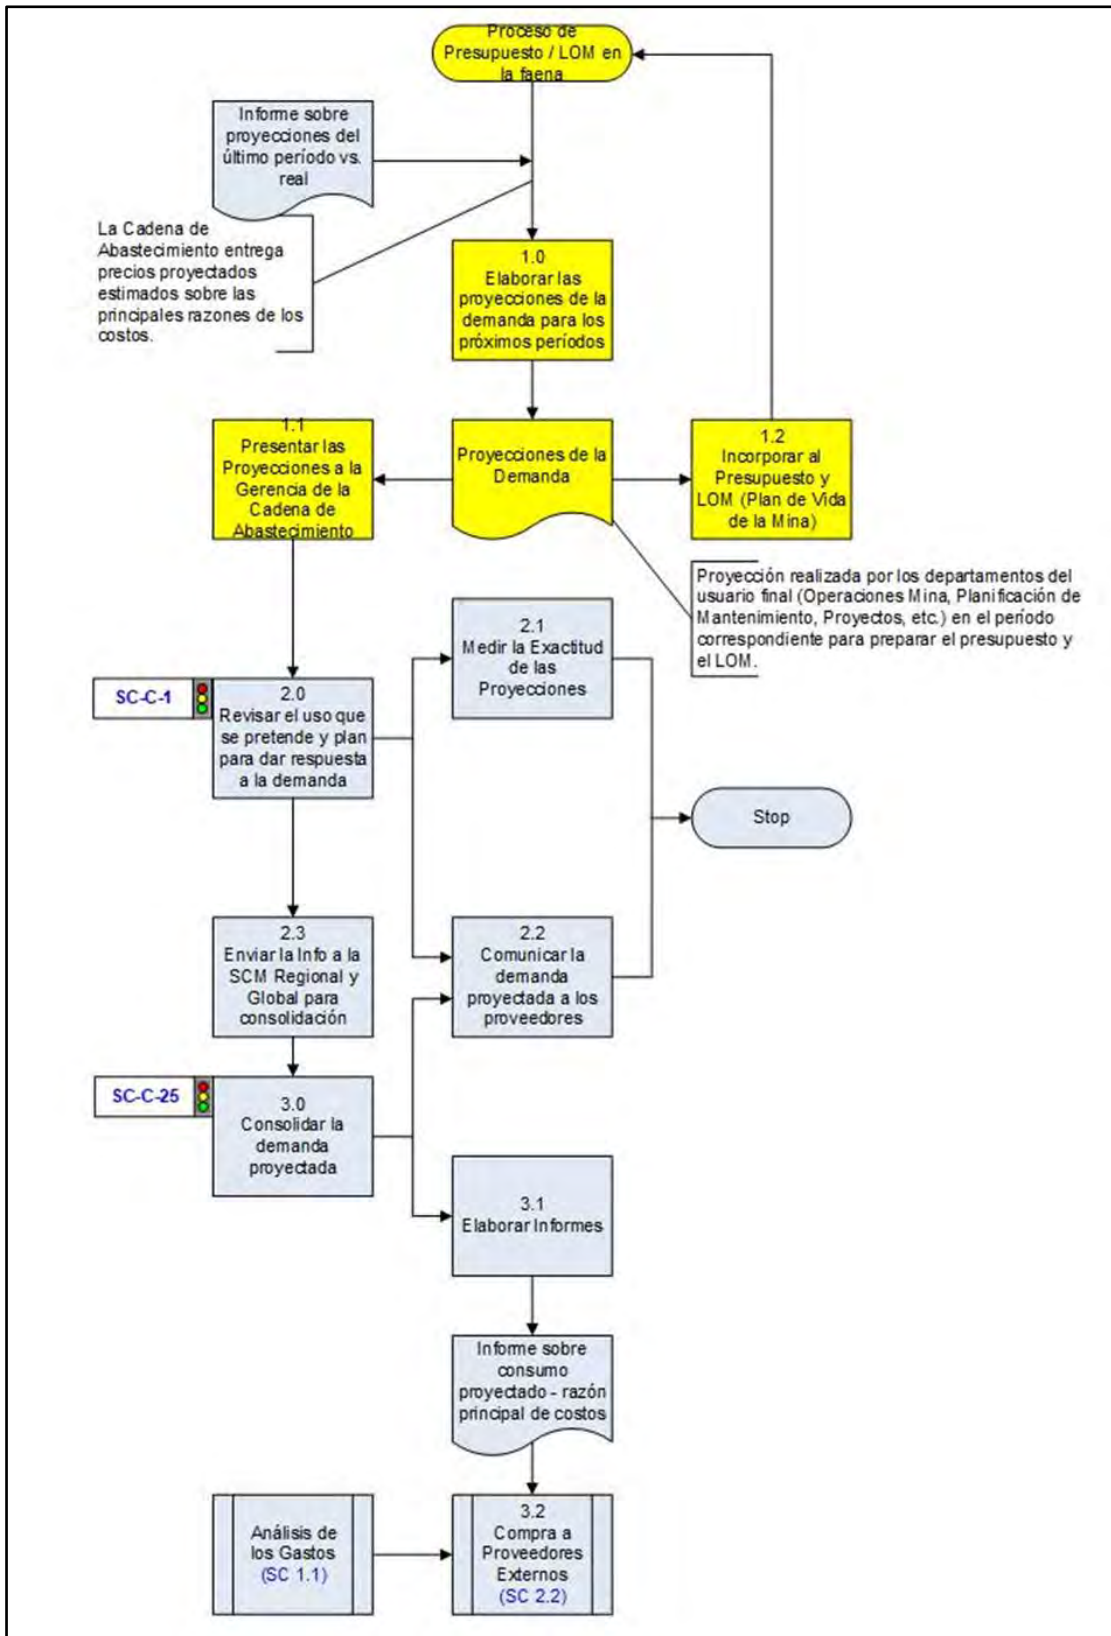 Proceso de
Presupuesto / LOM en
la faena
Informe sobre
proyecciones del
último período vs.
real
La Cadena de
Abastecimiento entrega
precios proyectados
estimados sobre las
principales razones de los
costos.
1.0
Elaborar las
proyecciones de la
demanda para los
próximos períodos
1.1
Presentar las
Proyecciones a la
Gerencia de la
Cadena de
Abastecimiento
Proyecciones de la
Demanda
1.2
Incorporar al
Presupuesto y
LOM (Plan de Vida
de la Mina)
Proyección realizada por los departamentos del
usuario final (Operaciones Mina, Planificación de
Mantenimiento, Proyectos, etc.) en el período
correspondiente para preparar el presupuesto y
el LOM.
2.1
Medir la Exactitud
de las
Proyecciones
SC-C-1
2.0
Revisar el uso que
se pretende y plan
para dar respuesta
a la demanda
Stop
2.3
Enviar la Info a la
SCM Regional y
Global para
consolidación
2.2
Comunicar la
demanda
proyectada a los
proveedores
SC-C-25
3.0
Consolidar la
demanda
proyectada
3.1
Elaborar Informes
Informe sobre
consumo
proyectado - razón
principal de costos
Análisis de
los Gastos
(SC 1.1)
3.2
Compra a
Proveedores
Externos
(SC 2.2)